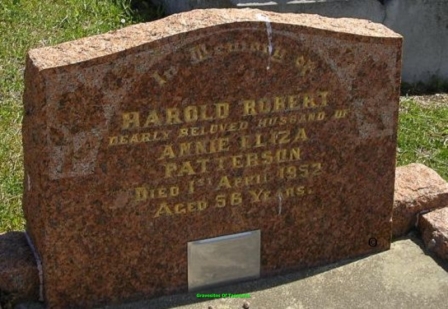 In Memory of
HAROLD ROBERT
DEARLY BELOVED HUSBAND OF
ANNIE ELIZA
PATTERSON
DIED 1ST APRIL 1952
AGED 56 YEARS.